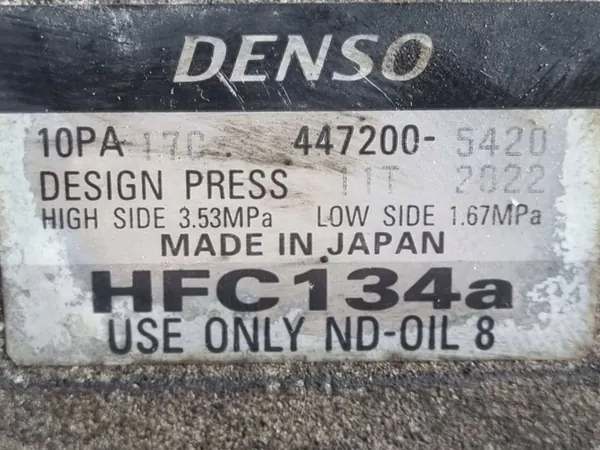 DENSO
10PA 17C 447200- 5420
DESIGN PRESS 11T 2022
HIGH SIDE 3.53MPa LOW SIDE 1.67MPa
MADE IN JAPAN
HFC134a
USE ONLY ND-OIL 8